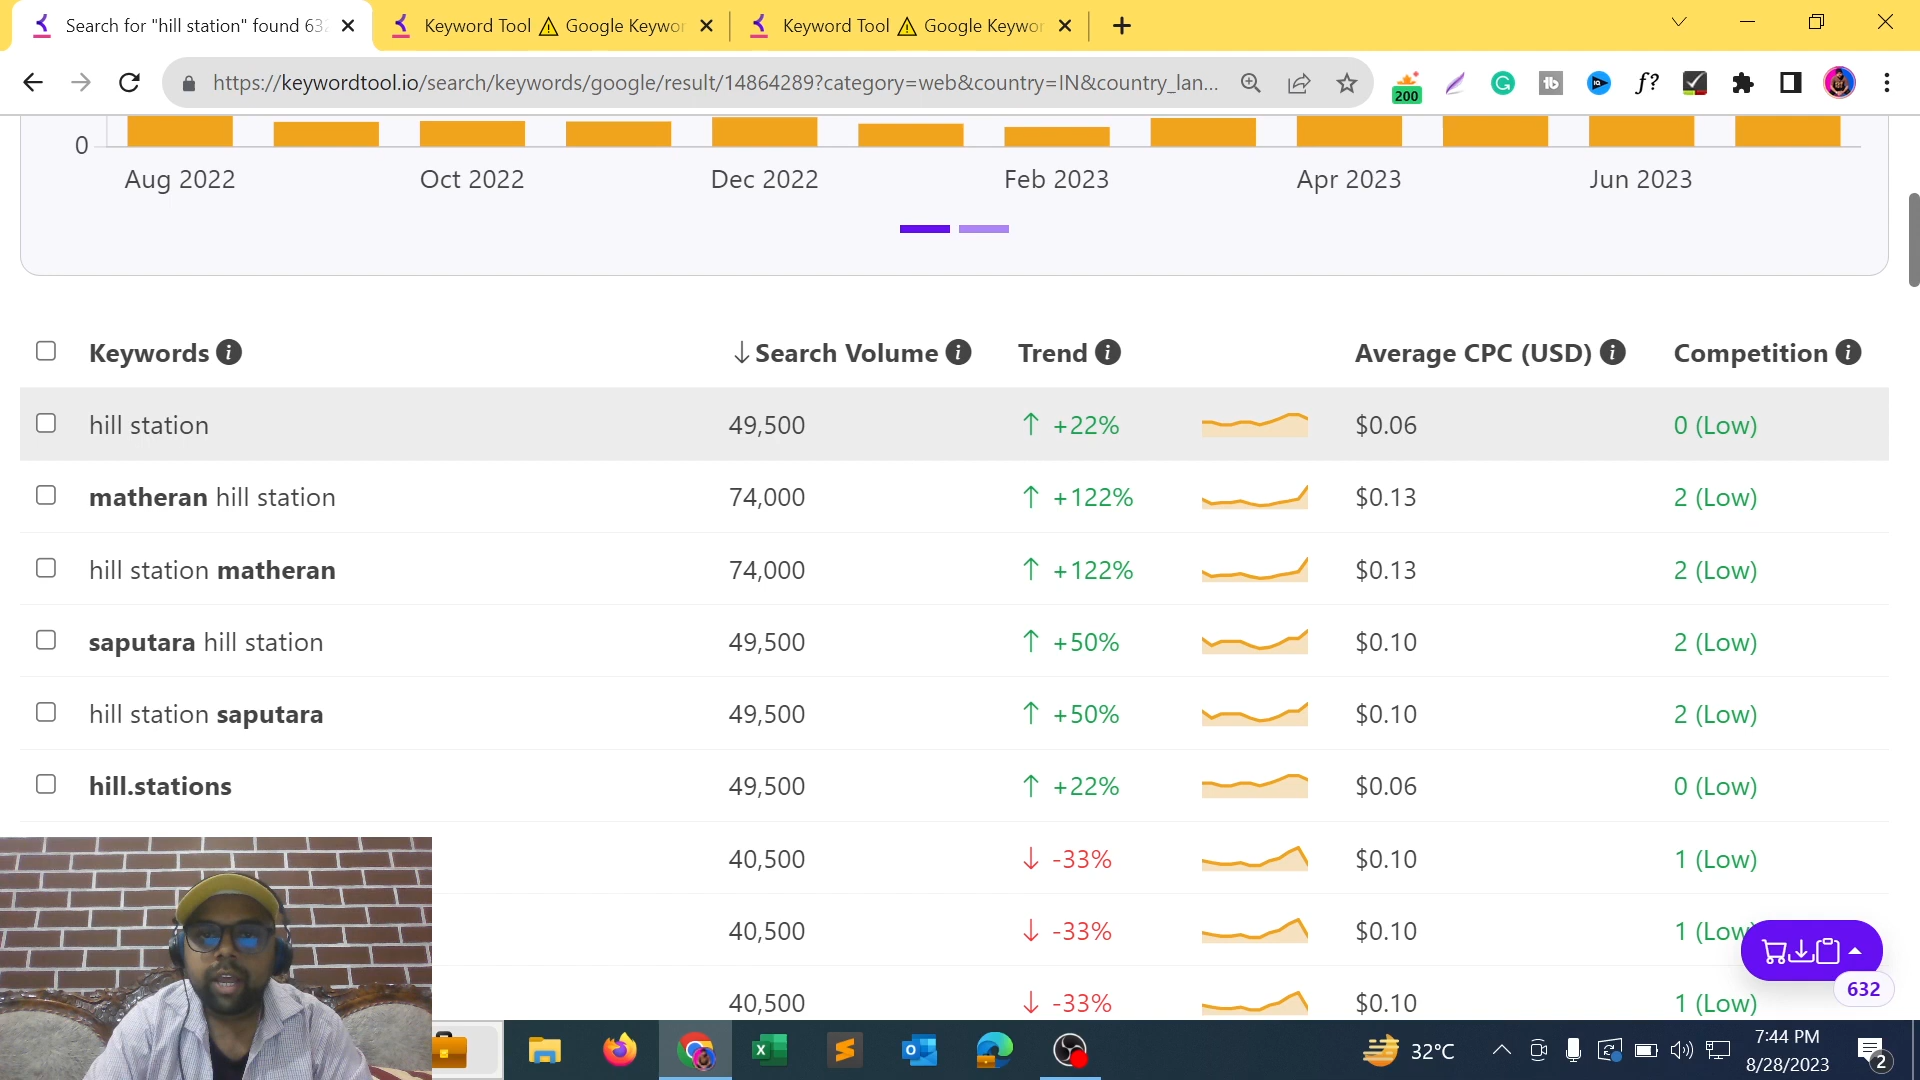 Search for "hill station" found 632
Keyword Tool ⚠ Google Keywor
Keyword Tool ⚠ Google Keywor
https://keywordtool.io/search/keywords/google/result/14864289?category=web&country=IN&country_lan...
200
0
Aug 2022 Oct 2022 Dec 2022 Feb 2023 Apr 2023 Jun 2023
Keywords Search Volume Trend Average CPC (USD) Competition
hill station 49,500 ↑ +22% $0.06 0 (Low)
matheran hill station 74,000 ↑ +122% $0.13 2 (Low)
hill station matheran 74,000 ↑ +122% $0.13 2 (Low)
saputara hill station 49,500 ↑ +50% $0.10 2 (Low)
hill station saputara 49,500 ↑ +50% $0.10 2 (Low)
hill.stations 49,500 ↑ +22% $0.06 0 (Low)
40,500 ↓ -33% $0.10 1 (Low)
40,500 ↓ -33% $0.10 1 (Low
40,500 ↓ -33% $0.10 1 (Low)
632
32°C
7:44 PM
8/28/2023
2